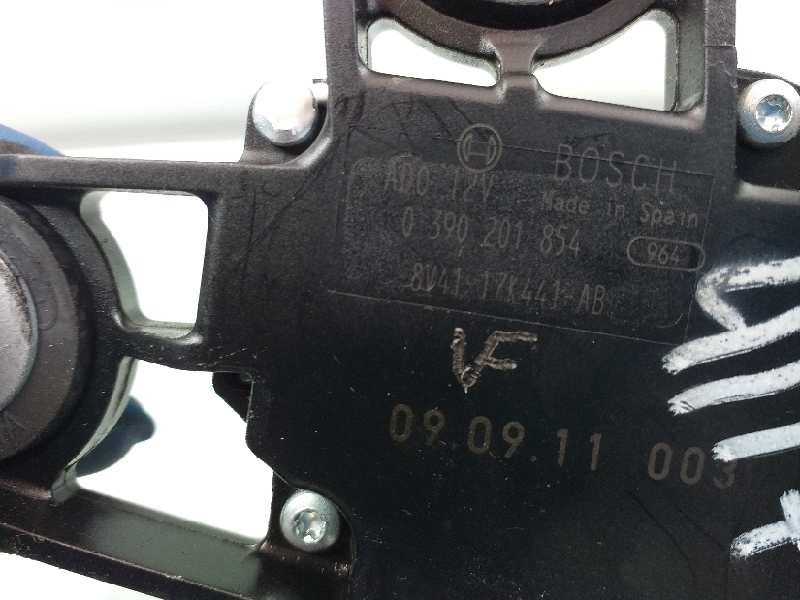 BOSCH
ADO 12V Made in Spain
0 390 201 854 964
8V41-17K441-AB
VF
09.09.11 003